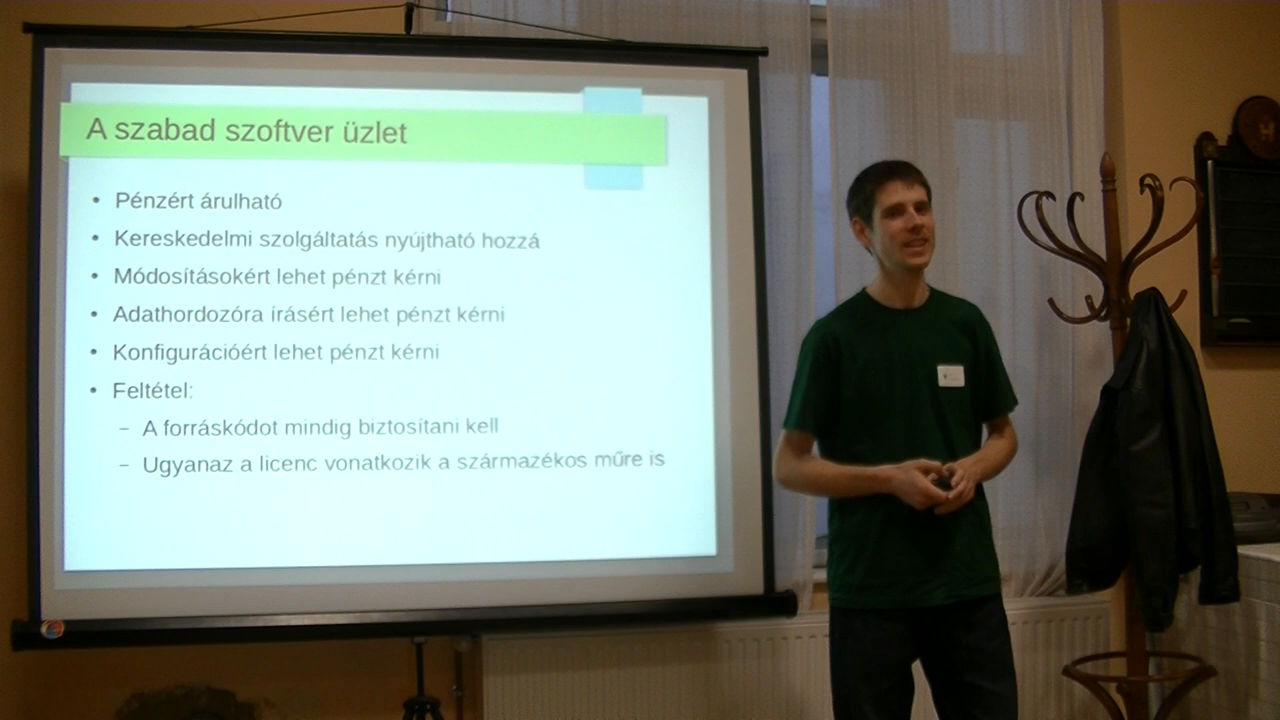 A szabad szoftver üzlet
• Pénzért árulható
• Kereskedelmi szolgáltatás nyújtható hozzá
• Módosításokért lehet pénzt kérni
• Adathordozóra írásért lehet pénzt kérni
• Konfigurációért lehet pénzt kérni
• Feltétel:
– A forráskódot mindig biztosítani kell
– Ugyanaz a licenc vonatkozik a származékos műre is